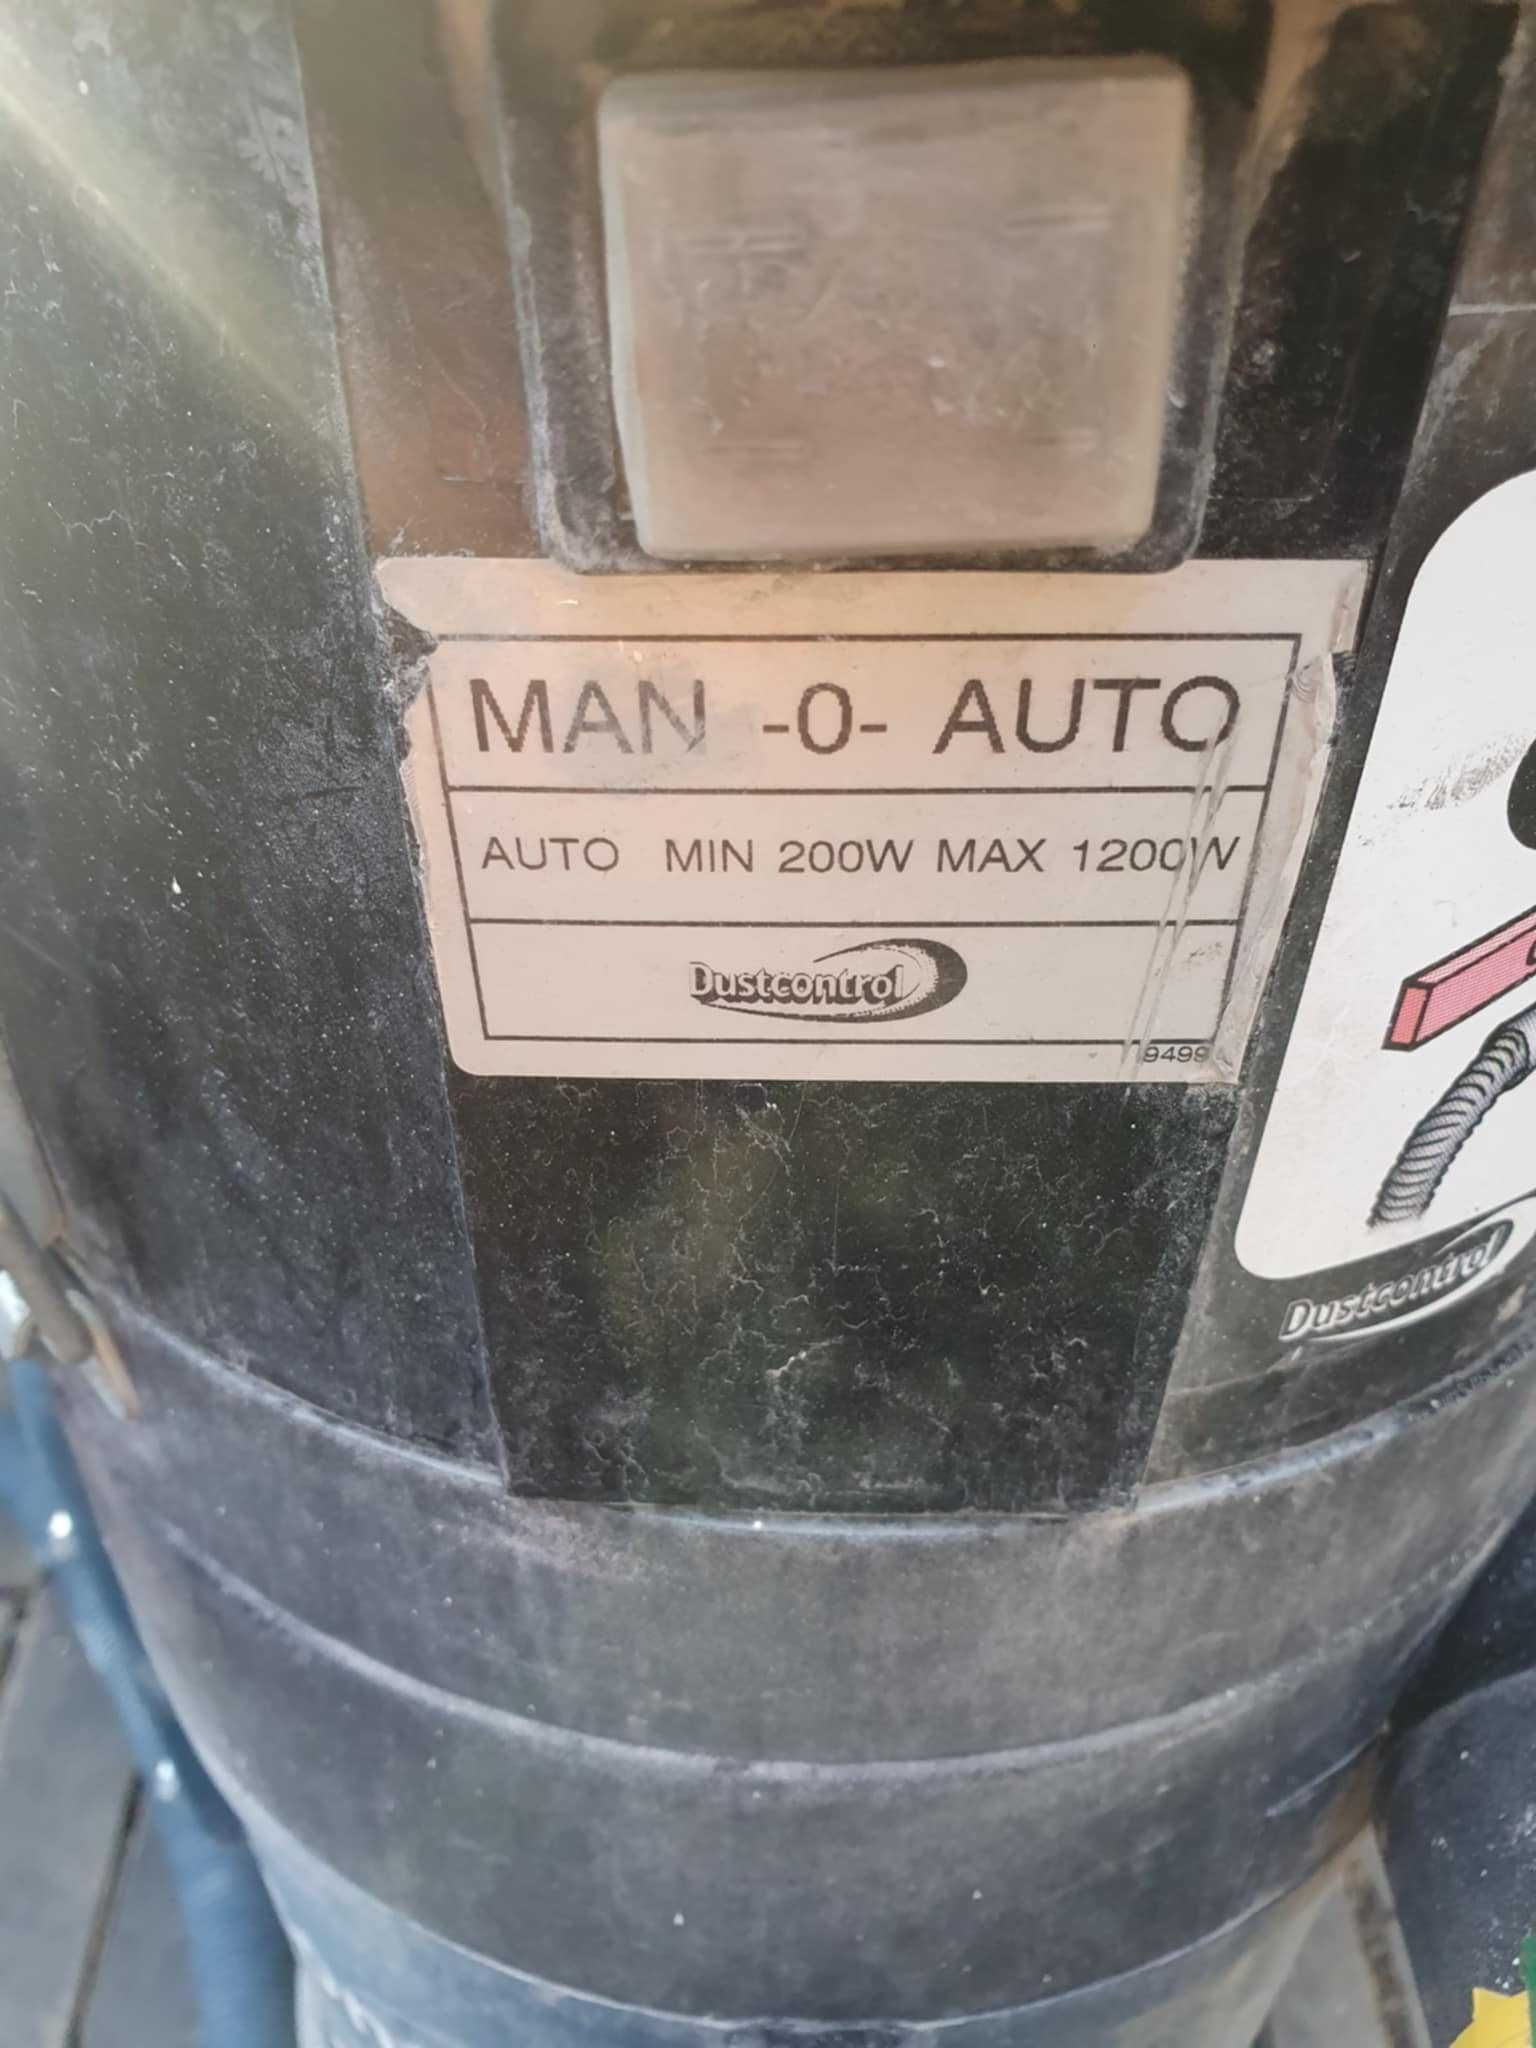 MAN -0- AUTO
AUTO MIN 200W MAX 1200W
Dustcontrol
9499
Dustcontrol